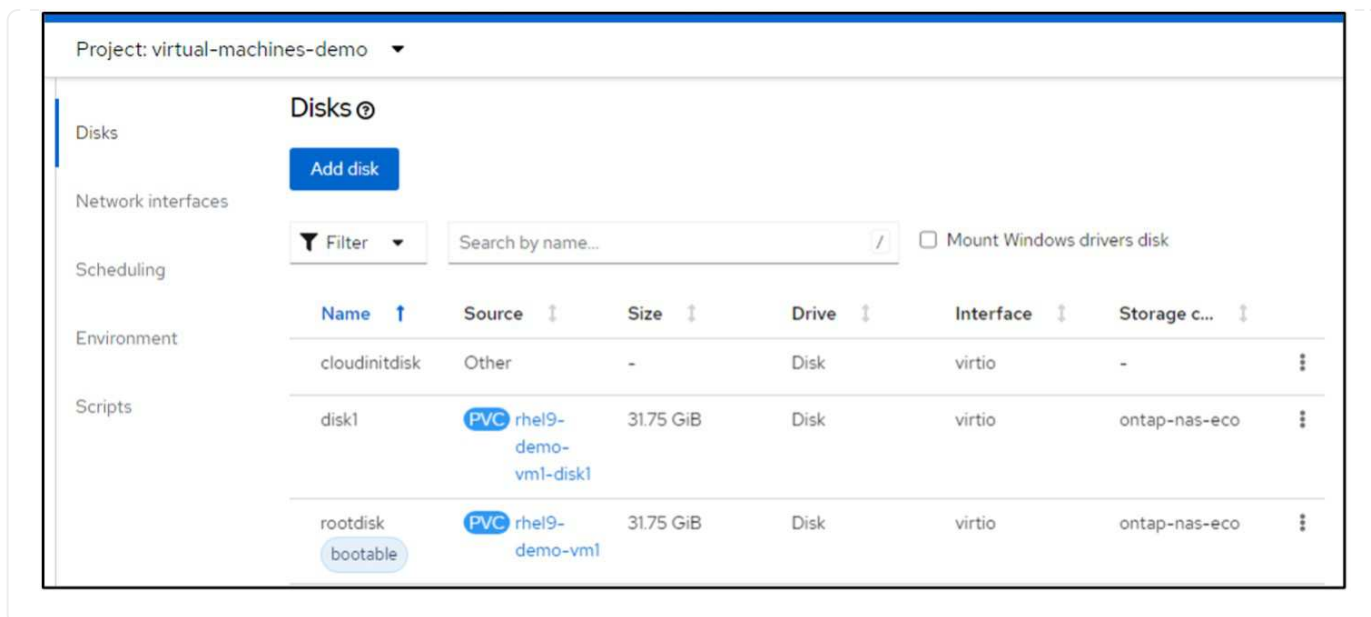 Project: virtual-machines-demo
Disks
Network interfaces
Scheduling
Environment
Scripts
Disks
Add disk
Filter
Search by name...
/
Mount Windows drivers disk
Name Source Size Drive Interface Storage c...
cloudinitdisk Other - Disk virtio -
disk1 PVC rhel9- 31.75 GiB Disk virtio ontap-nas-eco
demo-
vm1-disk1
rootdisk PVC rhel9- 31.75 GiB Disk virtio ontap-nas-eco
bootable demo-vm1